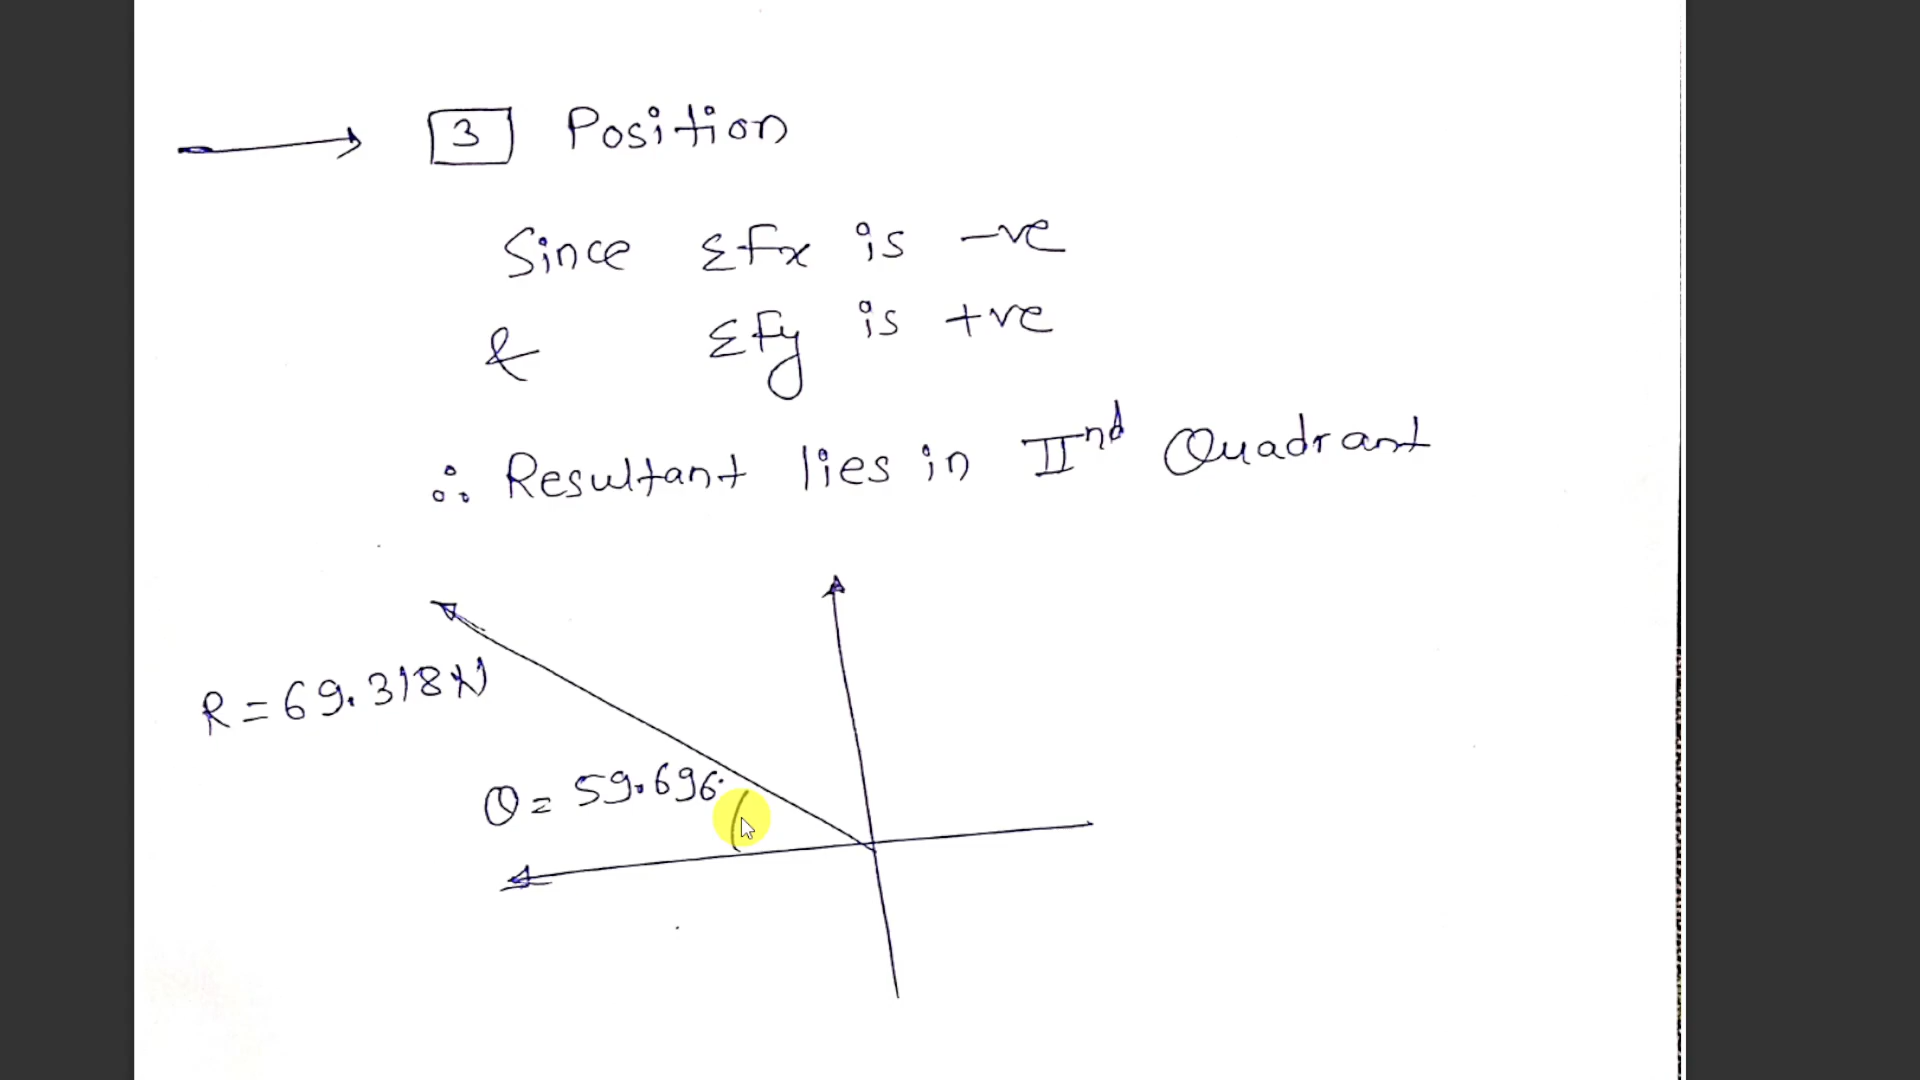 3 Position
Since ΣFx is -ve
& ΣFy is +ve
∴ Resultant lies in IInd Quadrant
R = 69.318N
θ = 59.696°